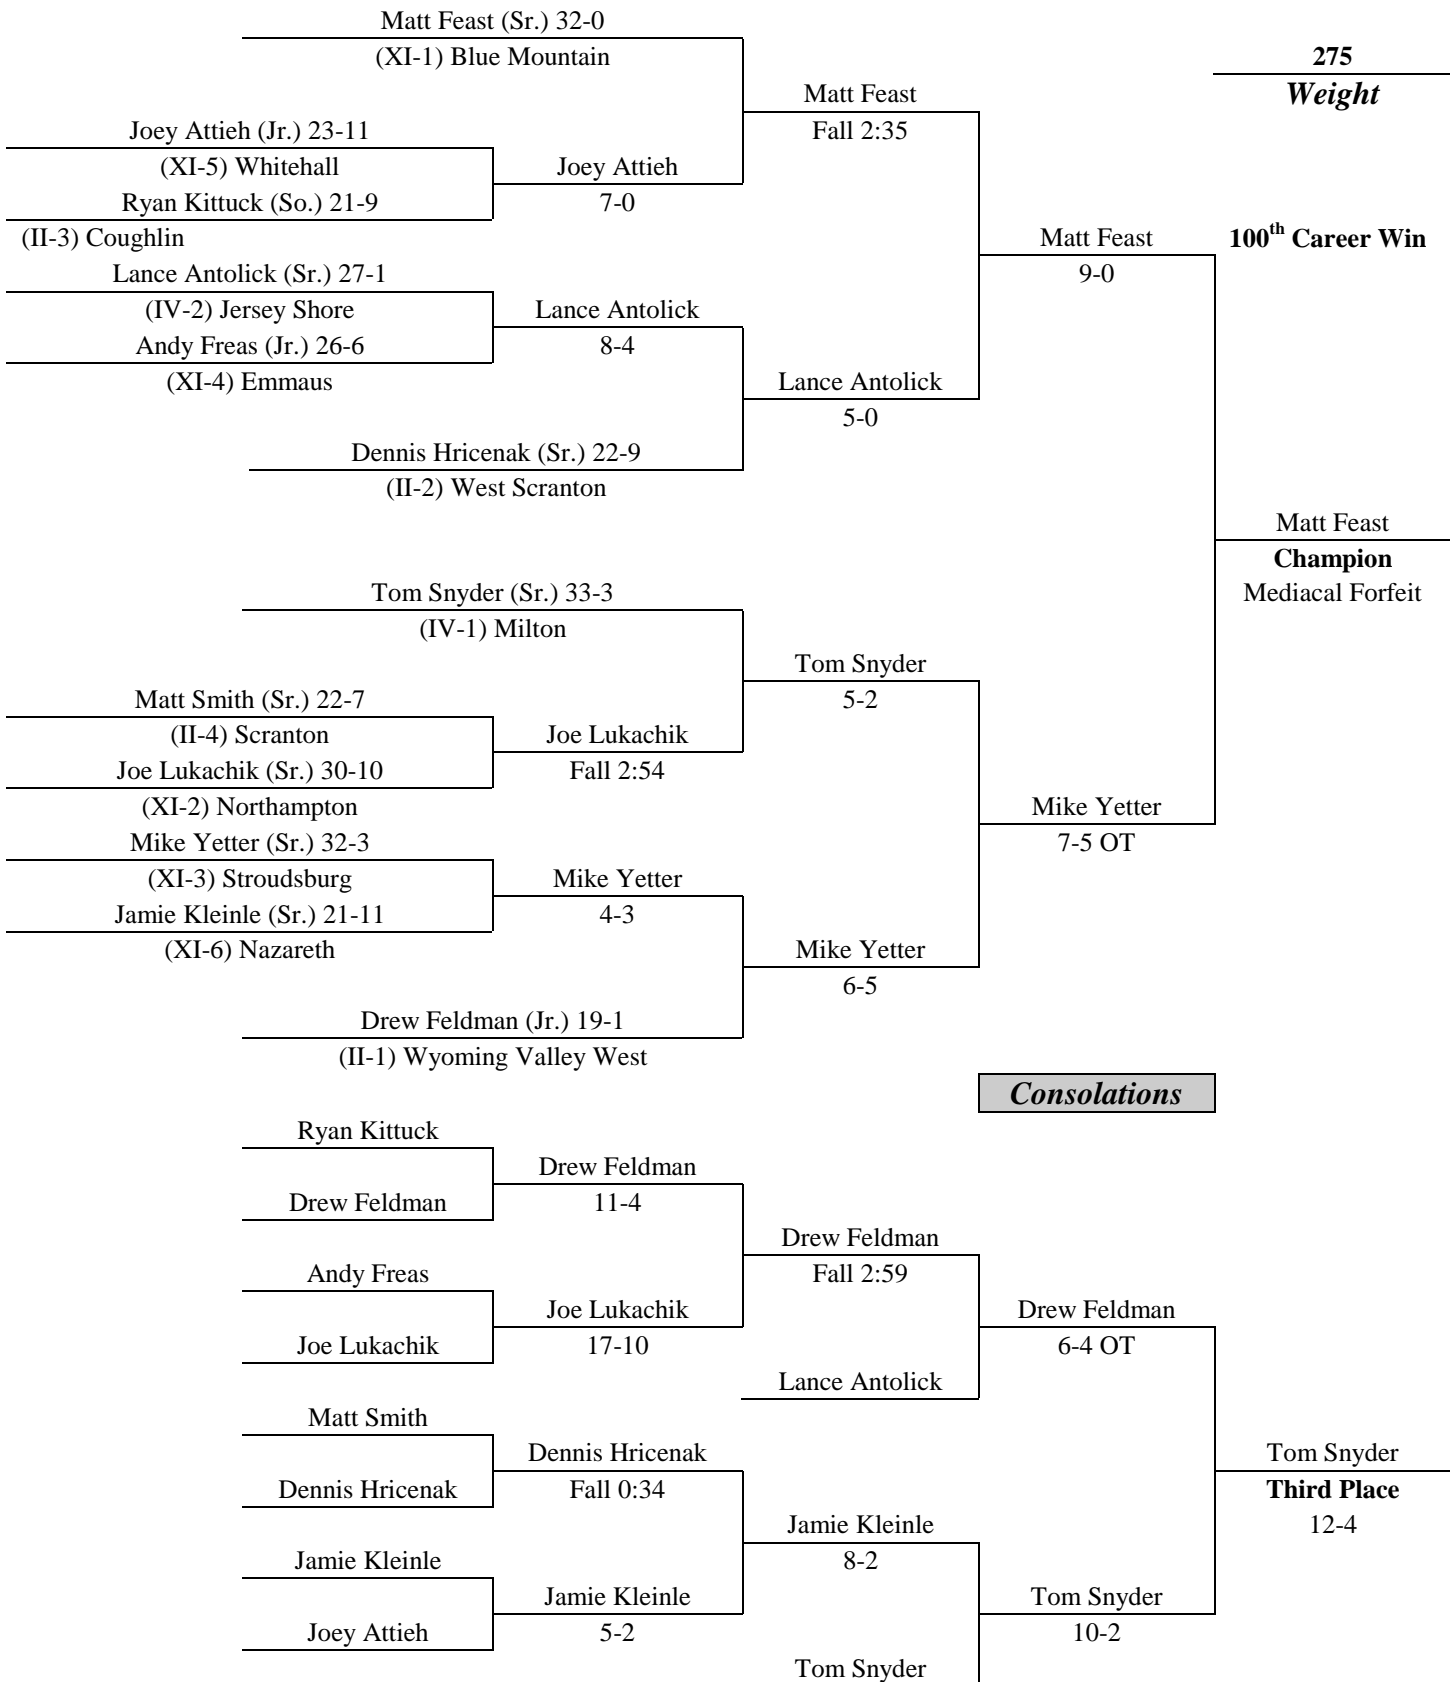 Matt Feast (Sr.) 32-0
(XI-1) Blue Mountain
275
Weight
Matt Feast
Fall 2:35
Joey Attieh (Jr.) 23-11
(XI-5) Whitehall
Joey Attieh
Ryan Kittuck (So.) 21-9
7-0
(II-3) Coughlin
Matt Feast
100th Career Win
Lance Antolick (Sr.) 27-1
9-0
(IV-2) Jersey Shore
Lance Antolick
Andy Freas (Jr.) 26-6
8-4
(XI-4) Emmaus
Lance Antolick
5-0
Dennis Hricenak (Sr.) 22-9
(II-2) West Scranton
Matt Feast
Champion
Mediacal Forfeit
Tom Snyder (Sr.) 33-3
(IV-1) Milton
Tom Snyder
5-2
Matt Smith (Sr.) 22-7
(II-4) Scranton
Joe Lukachik
Joe Lukachik (Sr.) 30-10
Fall 2:54
(XI-2) Northampton
Mike Yetter
7-5 OT
Mike Yetter (Sr.) 32-3
(XI-3) Stroudsburg
Mike Yetter
Jamie Kleinle (Sr.) 21-11
4-3
(XI-6) Nazareth
Mike Yetter
6-5
Drew Feldman (Jr.) 19-1
(II-1) Wyoming Valley West
Consolations
Ryan Kittuck
Drew Feldman
Drew Feldman
11-4
Drew Feldman
Fall 2:59
Andy Freas
Joe Lukachik
Drew Feldman
Joe Lukachik
17-10
6-4 OT
Lance Antolick
Matt Smith
Dennis Hricenak
Tom Snyder
Dennis Hricenak
Fall 0:34
Third Place
Jamie Kleinle
12-4
Jamie Kleinle
8-2
Jamie Kleinle
Tom Snyder
Joey Attieh
5-2
10-2
Tom Snyder